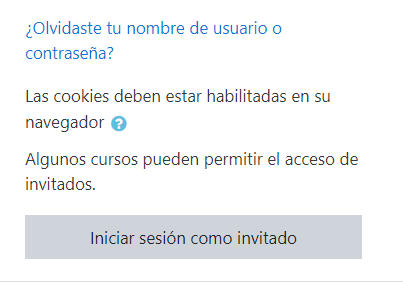 ¿Olvidaste tu nombre de usuario o
contraseña?
Las cookies deben estar habilitadas en su
navegador ?
Algunos cursos pueden permitir el acceso de
invitados.
Iniciar sesión como invitado